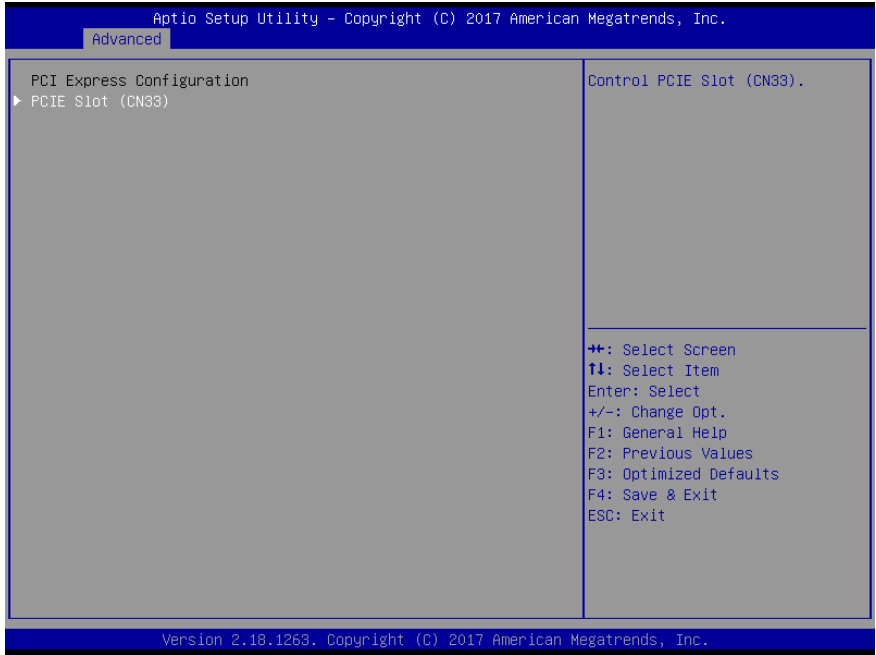 Aptio Setup Utility – Copyright (C) 2017 American Megatrends, Inc.
Advanced
PCI Express Configuration
▶ PCIE Slot (CN33)
Control PCIE Slot (CN33).
→←: Select Screen
↑↓: Select Item
Enter: Select
+/-: Change Opt.
F1: General Help
F2: Previous Values
F3: Optimized Defaults
F4: Save & Exit
ESC: Exit
Version 2.18.1263. Copyright (C) 2017 American Megatrends, Inc.